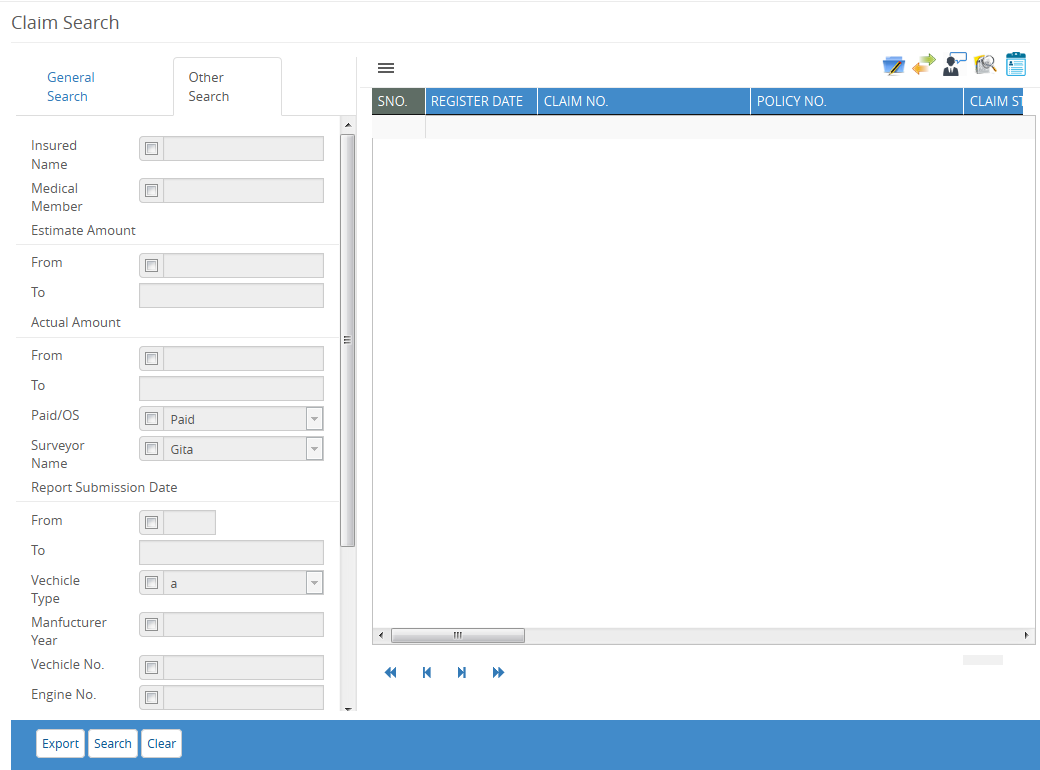 Claim Search
General
Search
Other
Search
Insured
Name
Medical
Member
Estimate Amount
From
To
Actual Amount
From
To
Paid/OS
Paid
Surveyor
Name
Gita
Report Submission Date
From
To
Vechicle
Type
a
Manfucturer
Year
Vechicle No.
Engine No.
SNO. REGISTER DATE CLAIM NO. POLICY NO. CLAIM ST
Export Search Clear